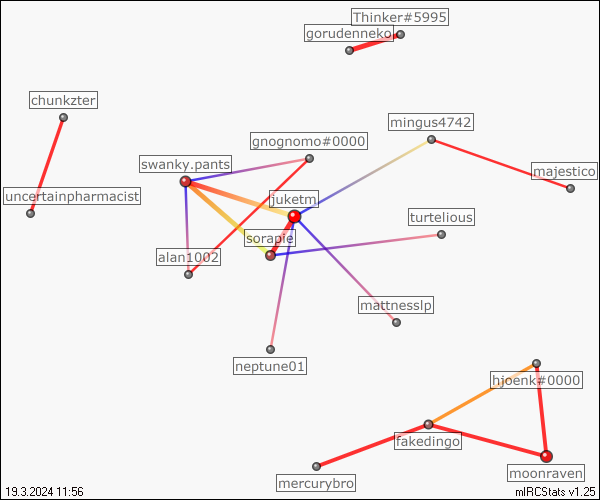 Thinker#5995
gorudenneko
chunkzter
mingus4742
gnognomo#0000
swanky.pants
majestico
uncertainpharmacist
juketm
turtelious
sorapie
alan1002
mattnesslp
neptune01
hjoenk#0000
fakedingo
moonraven
mercurybro
19.3.2024 11:56
mIRCStats v1.25